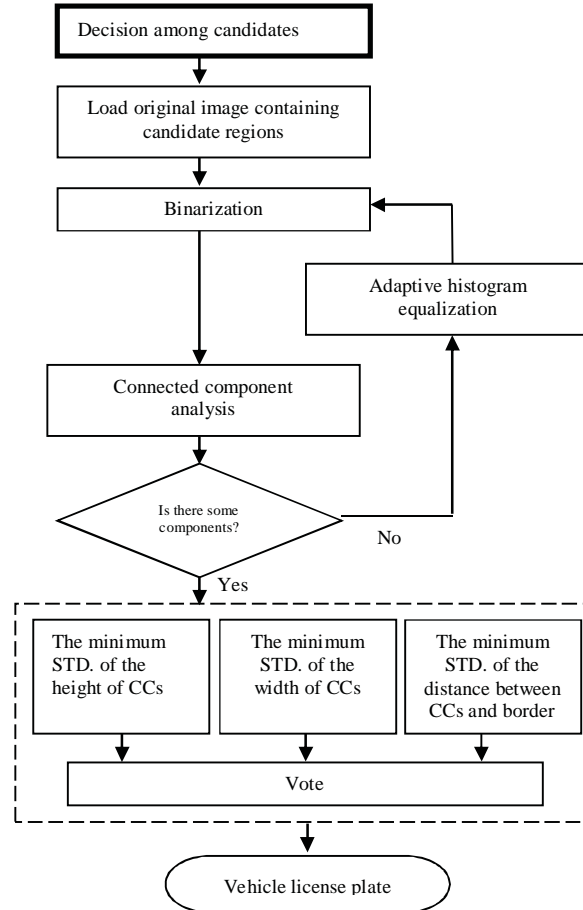 Decision among candidates
Load original image containing
candidate regions
Binarization
Adaptive histogram
equalization
Connected component
analysis
Is there some
components?
No
Yes
The minimum
STD. of the
height of CCs
The minimum
STD. of the
width of CCs
The minimum
STD. of the
distance between
CCs and border
Vote
Vehicle license plate